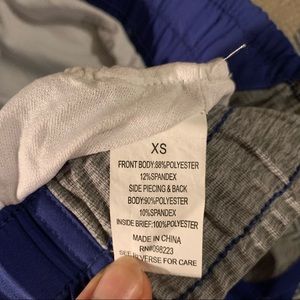 XS
FRONT BODY:88%POLYESTER
12%SPANDEX
SIDE PIECING & BACK
BODY:90%POLYESTER
10%SPANDEX
INSIDE BRIEF:100%POLYESTER
MADE IN CHINA
RN#098223
SEE REVERSE FOR CARE